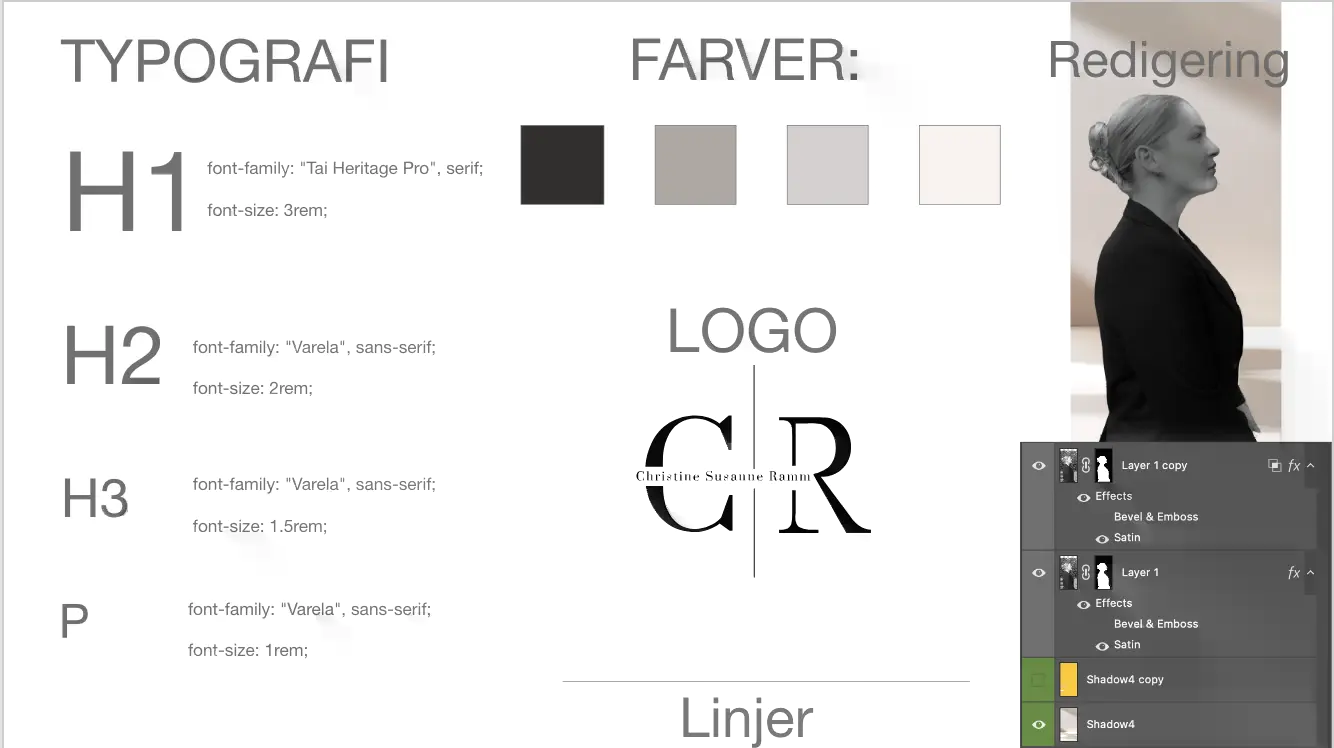 TYPOGRAFI
H1
font-family: "Tai Heritage Pro", serif;
font-size: 3rem;
H2
font-family: "Varela", sans-serif;
font-size: 2rem;
H3
font-family: "Varela", sans-serif;
font-size: 1.5rem;
P
font-family: "Varela", sans-serif;
font-size: 1rem;
FARVER:
LOGO
C R
Christine Susanne Ramm
Linjer
Redigering
Layer 1 copy
fx
Effects
Bevel & Emboss
Satin
Layer 1
fx
Effects
Bevel & Emboss
Satin
Shadow4 copy
Shadow4